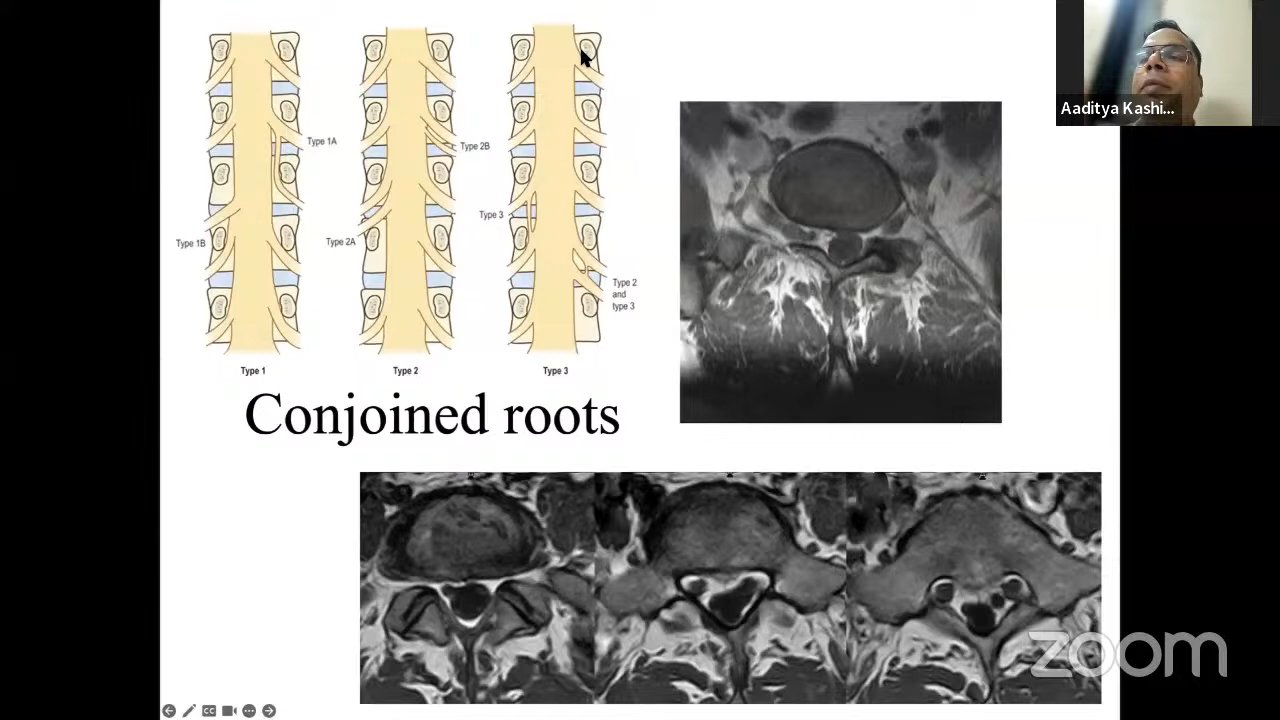 Type 1A
Type 1B
Type 1
Type 2B
Type 2A
Type 2
Type 3
Type 2
and
type 3
Type 3
Conjoined roots
Aaditya Kashi...
CC
zoom